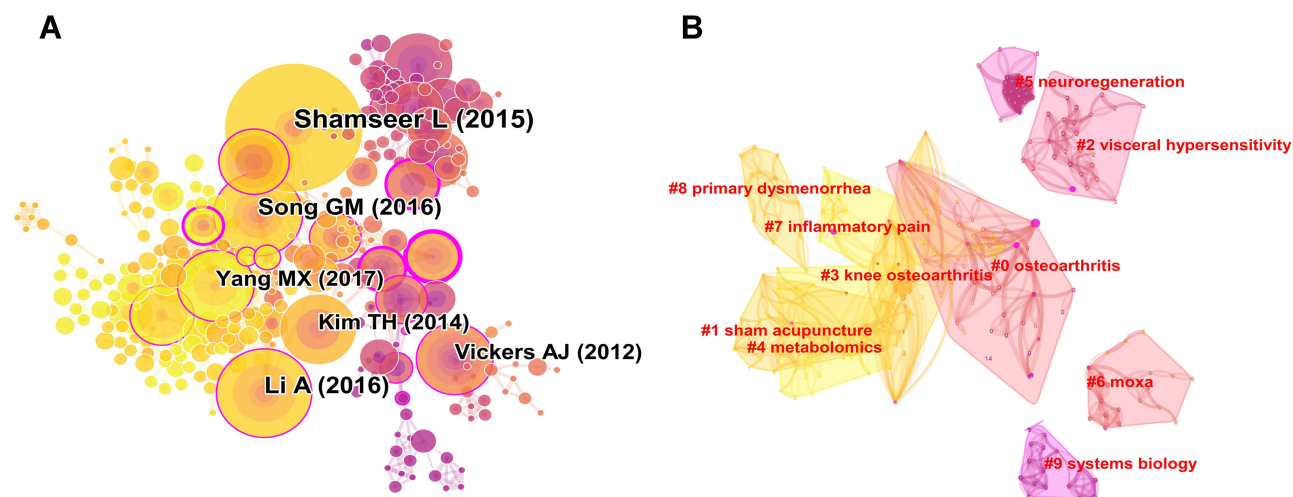 A
B
Shamseer L (2015)
Song GM (2016)
Yang MX (2017)
Kim TH (2014)
Vickers AJ (2012)
Li A (2016)
#5 neuroregeneration
#2 visceral hypersensitivity
#8 primary dysmenorrhea
#7 inflammatory pain
#0 osteoarthritis
#3 knee osteoarthritis
#1 sham acupuncture
#4 metabolomics
14
#6 moxa
#9 systems biology